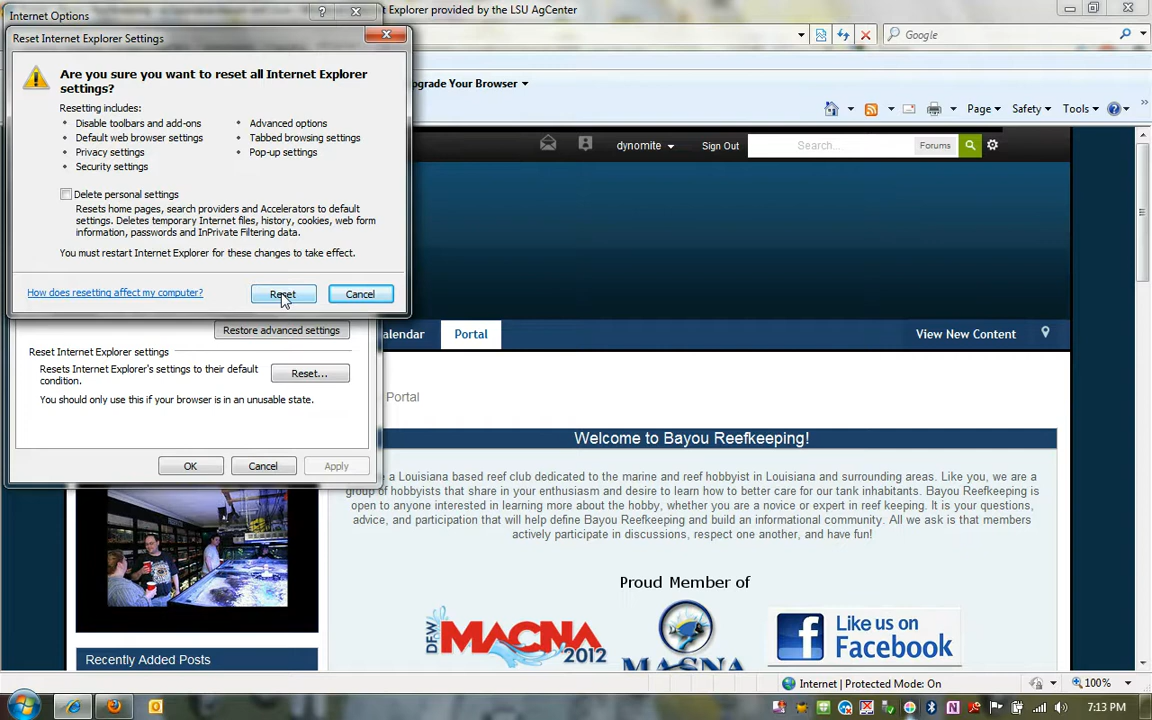 Internet Options
Explorer provided by the LSU AgCenter
Reset Internet Explorer Settings
Google
Are you sure you want to reset all Internet Explorer
settings?
Resetting includes:
Disable toolbars and add-ons
Default web browser settings
Privacy settings
Security settings
Advanced options
Tabbed browsing settings
Pop-up settings
Delete personal settings
Resets home pages, search providers and Accelerators to default
settings. Deletes temporary Internet files, history, cookies, web form
information, passwords and InPrivate Filtering data.
You must restart Internet Explorer for these changes to take effect.
How does resetting affect my computer?
Reset
Cancel
pgrade Your Browser
Page
Safety
Tools
dynomite
Sign Out
Search...
Forums
Restore advanced settings
Reset Internet Explorer settings
Resets Internet Explorer's settings to their default
condition.
Reset...
You should only use this if your browser is in an unusable state.
OK
Cancel
Apply
alendar
Portal
View New Content
Portal
Welcome to Bayou Reefkeeping!
e a Louisiana based reef club dedicated to the marine and reef hobbyist in Louisiana and surrounding areas. Like you, we are a
group of hobbyists that share in your enthusiasm and desire to learn how to better care for our tank inhabitants. Bayou Reefkeeping is
open to anyone interested in learning more about the hobby, whether you are a novice or expert in reef keeping. It is your questions,
advice, and participation that will help define Bayou Reefkeeping and build an informational community. All we ask is that members
actively participate in discussions, respect one another, and have fun!
Proud Member of
DFW MACNA
2012
MASNA
Like us on
Facebook
Recently Added Posts
Internet | Protected Mode: On
100%
7:13 PM